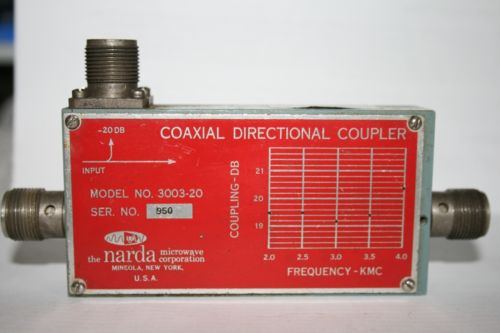 -20 DB
INPUT
COAXIAL DIRECTIONAL COUPLER
MODEL NO. 3003-20
SER. NO. 950
the narda microwave corporation
MINEOLA, NEW YORK,
U.S.A.
COUPLING-DB
21
20
19
2.0 2.5 3.0 3.5 4.0
FREQUENCY-KMC